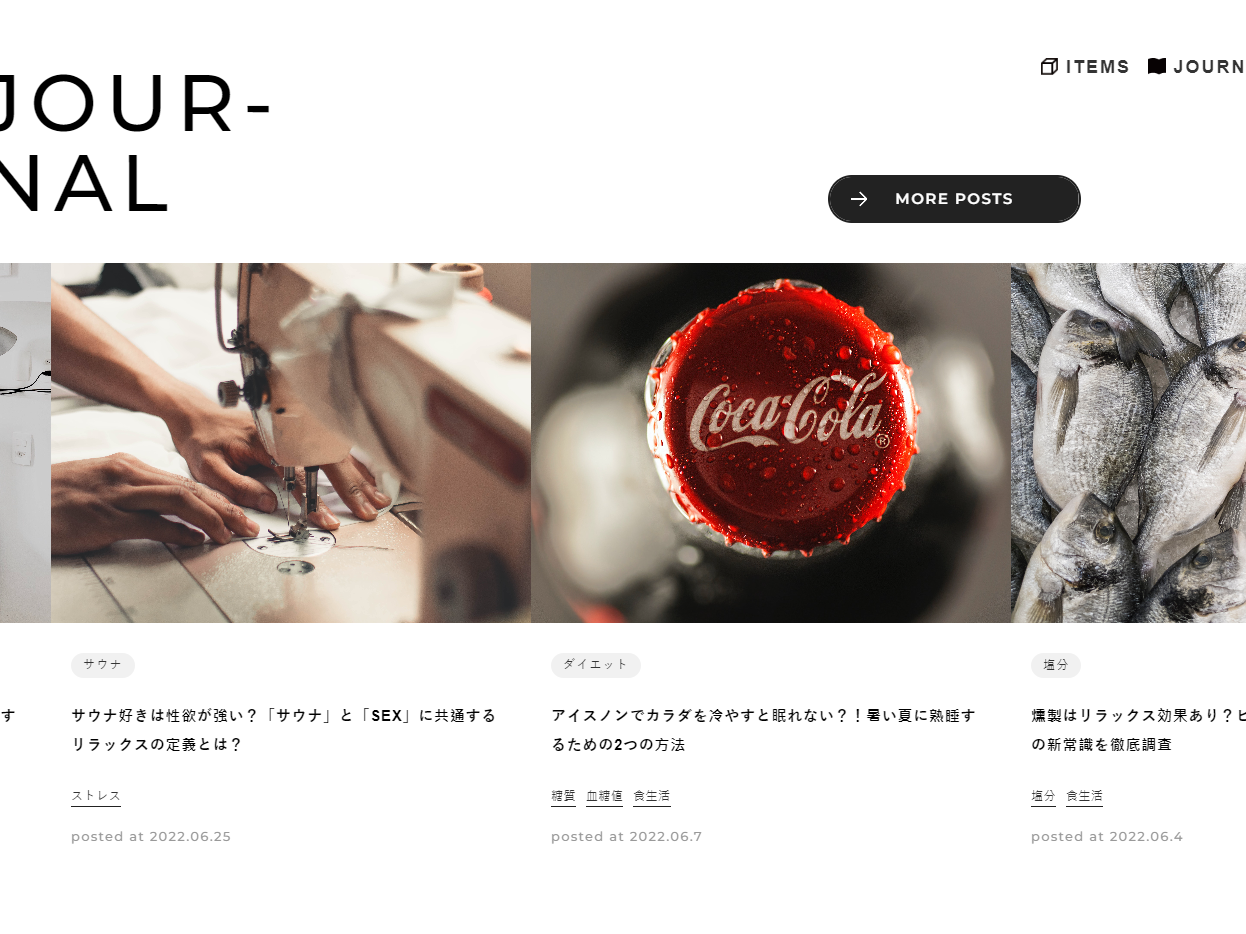 ITEMS JOURN
JOUR-
NAL
MORE POSTS
Coca-Cola®
す
サウナ
サウナ好きは性欲が強い？「サウナ」と「SEX」に共通する
リラックスの定義とは？
ストレス
posted at 2022.06.25
ダイエット
アイスノンでカラダを冷やすと眠れない？！暑い夏に熟睡す
るための2つの方法
糖質 血糖値 食生活
posted at 2022.06.7
塩分
燻製はリラックス効果あり？ヒ
の新常識を徹底調査
塩分 食生活
posted at 2022.06.4